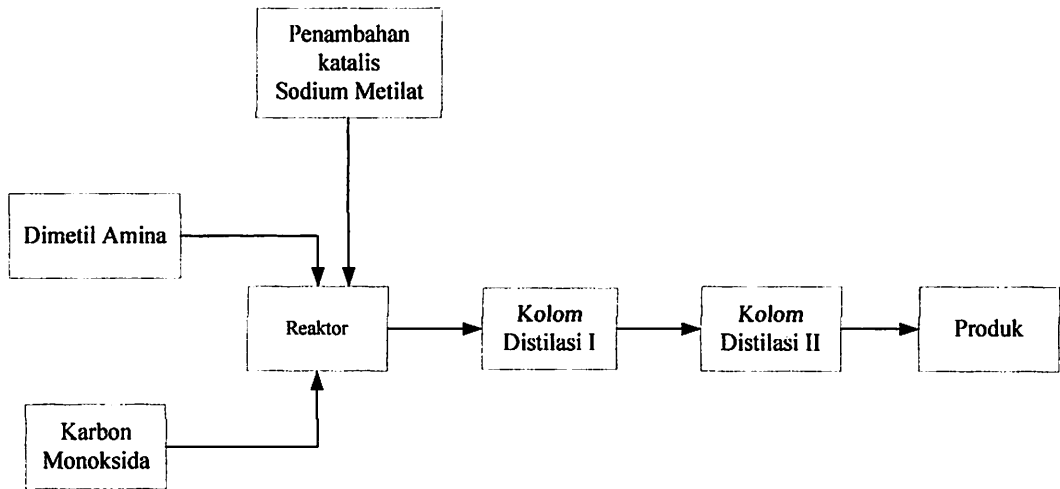 Penambahan
katalis
Sodium Metilat
Dimetil Amina
Reaktor
Kolom
Distilasi I
Kolom
Distilasi II
Produk
Karbon
Monoksida